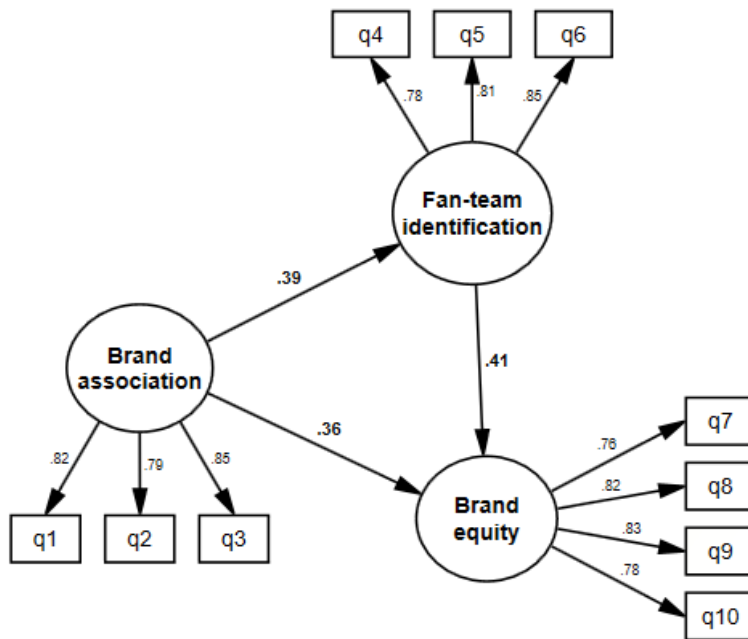 q4 q5 q6
.78 .81 .85
Fan-team
identification
.39
Brand
association
.41
.36
.82 .79 .85
q1 q2 q3
Brand
equity
.76 q7
.82 q8
.83 q9
.78 q10